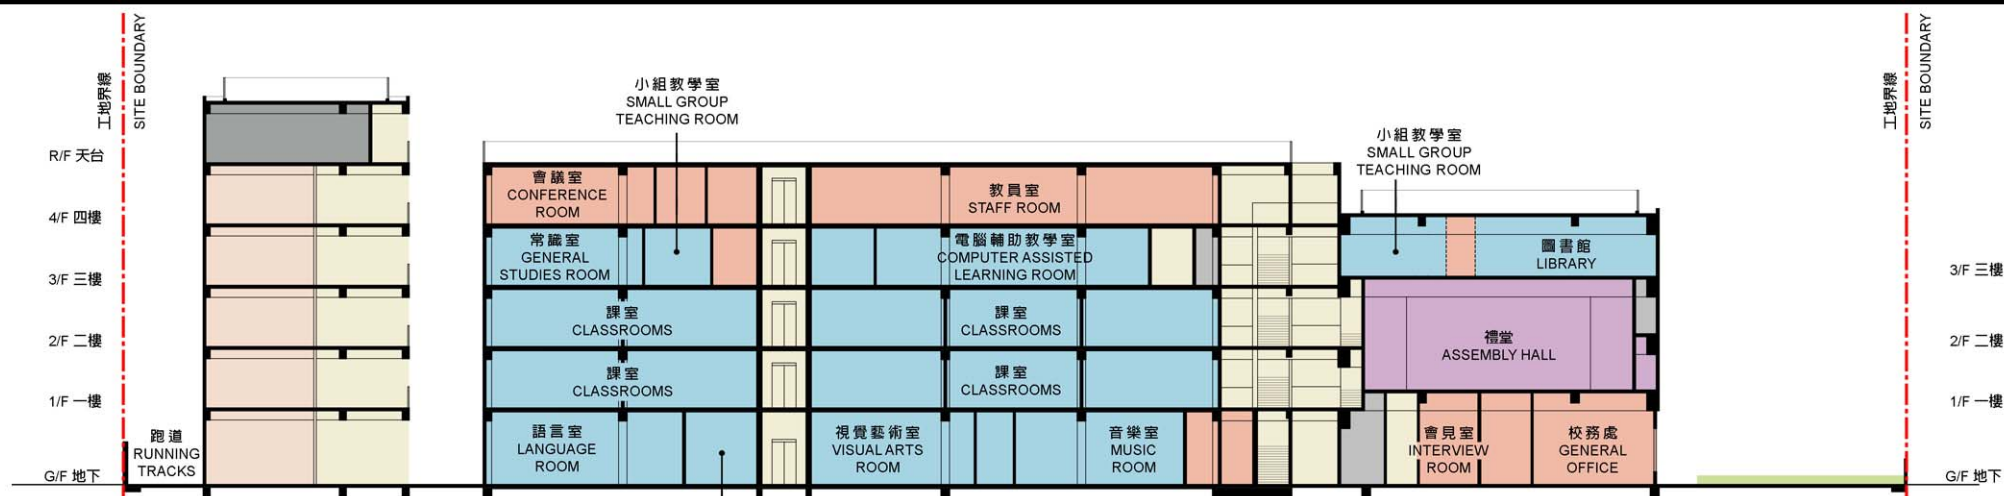 工地界線
SITE BOUNDARY
R/F 天台
4/F 四樓
3/F 三樓
2/F 二樓
1/F 一樓
G/F 地下
跑道
RUNNING
TRACKS
小組教學室
SMALL GROUP
TEACHING ROOM
會議室
CONFERENCE
ROOM
教員室
STAFF ROOM
常識室
GENERAL
STUDIES ROOM
電腦輔助教學室
COMPUTER ASSISTED
LEARNING ROOM
課室
CLASSROOMS
課室
CLASSROOMS
課室
CLASSROOMS
課室
CLASSROOMS
語言室
LANGUAGE
ROOM
視覺藝術室
VISUAL ARTS
ROOM
音樂室
MUSIC
ROOM
小組教學室
SMALL GROUP
TEACHING ROOM
圖書館
LIBRARY
禮堂
ASSEMBLY HALL
會見室
INTERVIEW
ROOM
校務處
GENERAL
OFFICE
工地界線
SITE BOUNDARY
3/F 三樓
2/F 二樓
1/F 一樓
G/F 地下